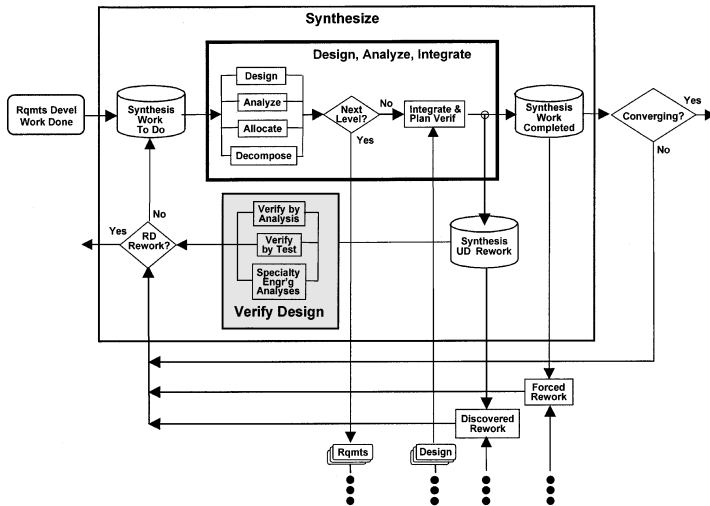 Synthesize
Design, Analyze, Integrate
Design
Analyze
Allocate
Decompose
Rqmts Devel
Work Done
Synthesis
Work
To Do
Next
Level?
No
Yes
Integrate &
Plan Verif
Synthesis
Work
Completed
Converging?
Yes
No
No
Yes
RD
Rework?
Verify by
Analysis
Verify
by Test
Specialty
Engr'g
Analyses
Verify Design
Synthesis
UD Rework
Forced
Rework
Discovered
Rework
Rqmts
Design